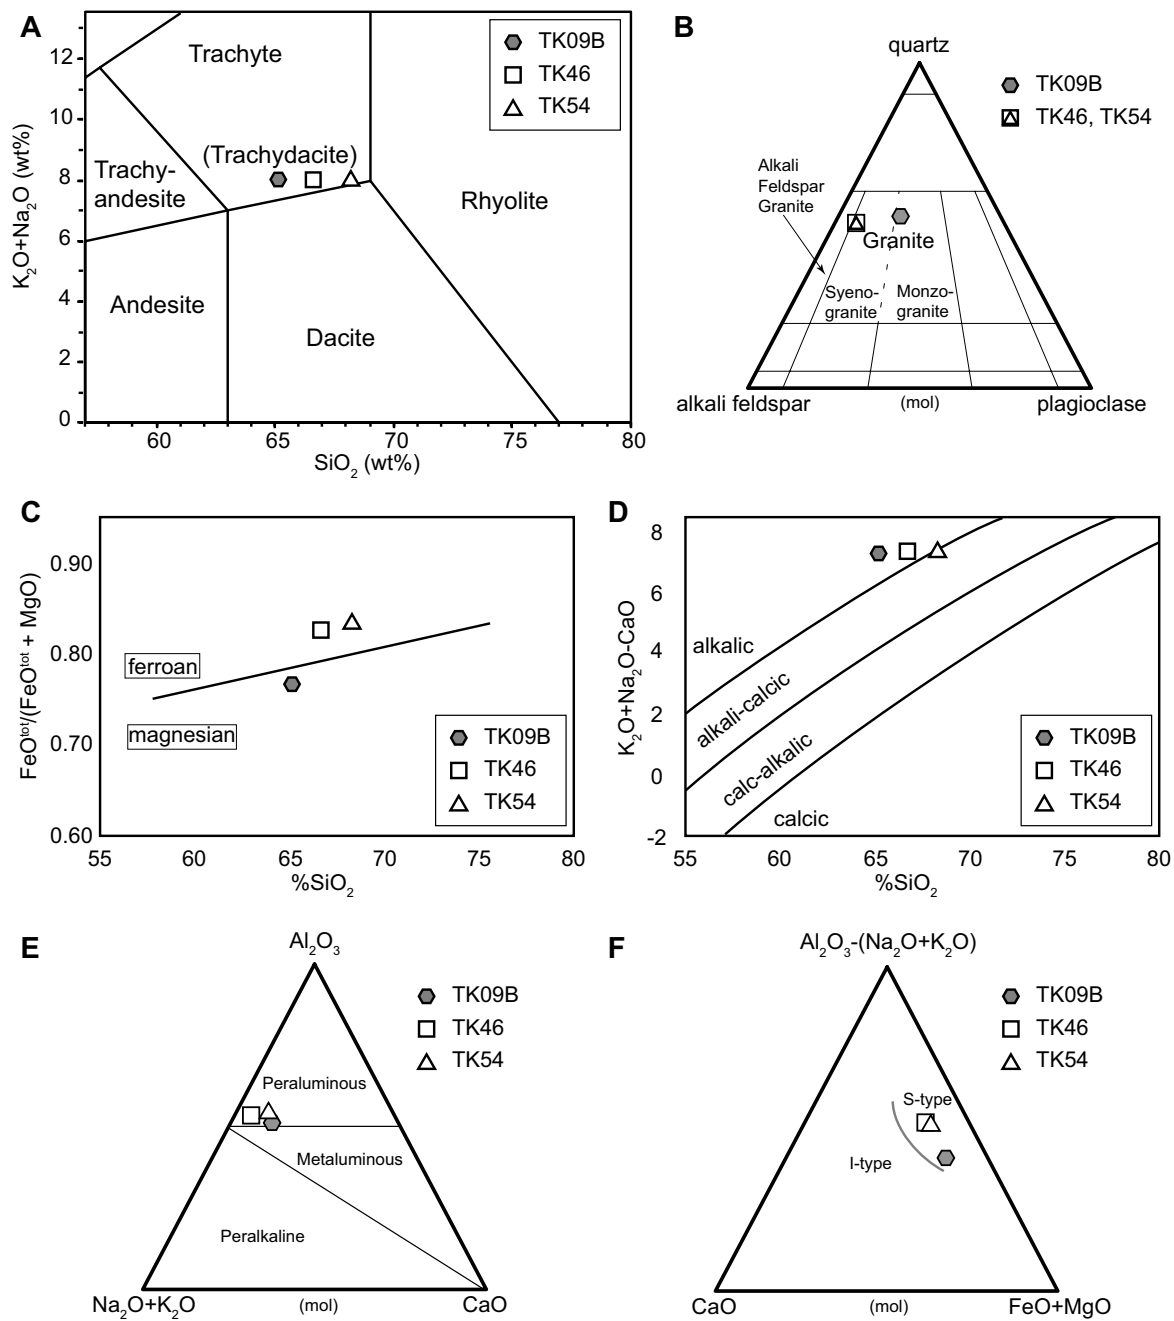 A
TK09B
TK46
TK54
Trachyte
(Trachydacite)
Trachy-
andesite
Rhyolite
Andesite
Dacite
K2O+Na2O (wt%)
12
10
8
6
4
2
0
60
65
70
75
80
SiO2 (wt%)
B
quartz
TK09B
TK46, TK54
Alkali
Feldspar
Granite
Granite
Syeno-
granite
Monzo-
granite
alkali feldspar
(mol)
plagioclase
C
FeOtot/(FeOtot + MgO)
0.90
0.80
0.70
0.60
ferroan
magnesian
TK09B
TK46
TK54
55
60
65
70
75
80
%SiO2
D
K2O+Na2O-CaO
8
6
4
2
0
-2
alkalic
alkali-calcic
calc-alkalic
calcic
TK09B
TK46
TK54
55
60
65
70
75
80
%SiO2
E
Al2O3
TK09B
TK46
TK54
Peraluminous
Metaluminous
Peralkaline
Na2O+K2O
(mol)
CaO
F
Al2O3-(Na2O+K2O)
TK09B
TK46
TK54
S-type
I-type
CaO
(mol)
FeO+MgO